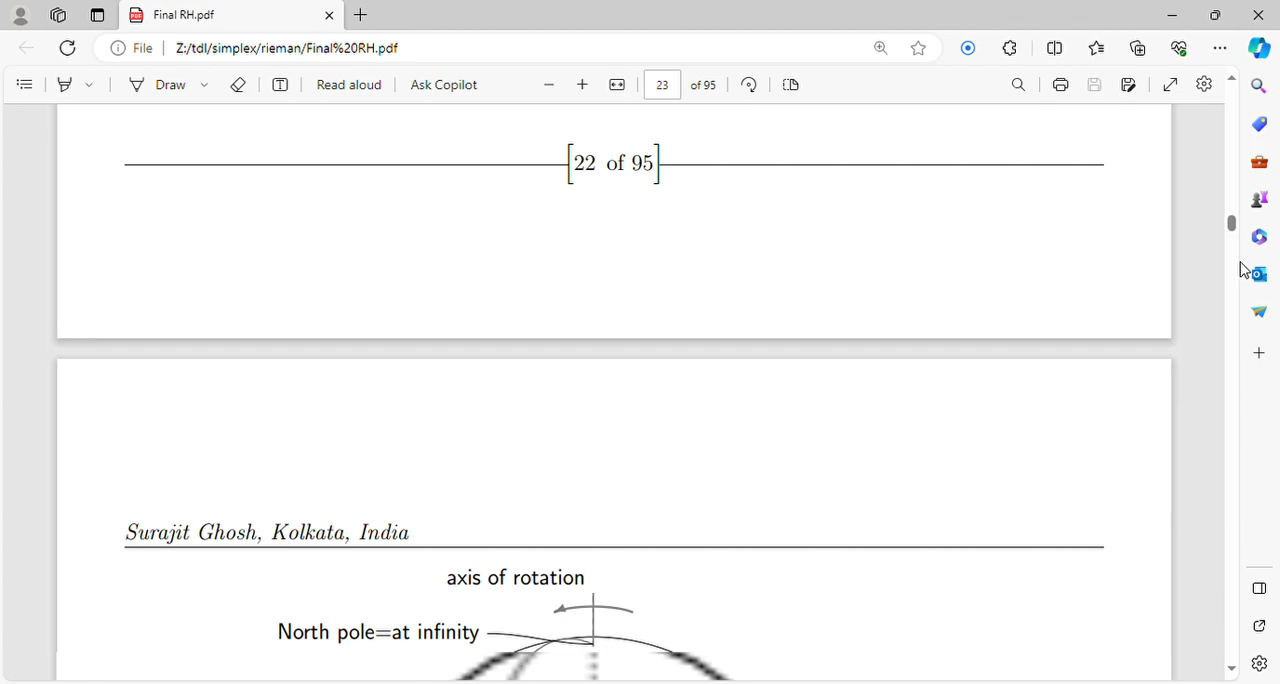 Final RH.pdf
File Z:/tdl/simplex/rieman/Final%20RH.pdf
Draw Read aloud Ask Copilot 23 of 95
22 of 95
Surajit Ghosh, Kolkata, India
axis of rotation
North pole=at infinity